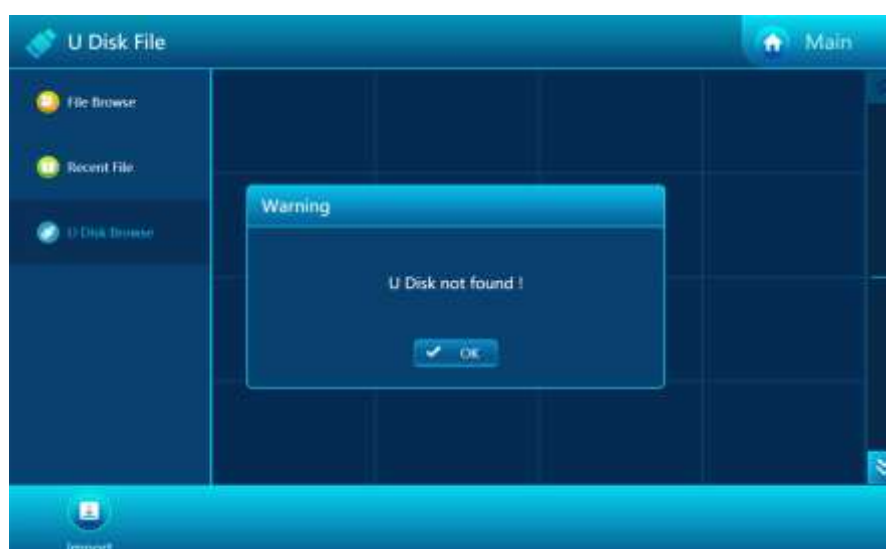 U Disk File
Main
File Browse
Recent File
U Disk Browse
Warning
U Disk not found !
OK
Import